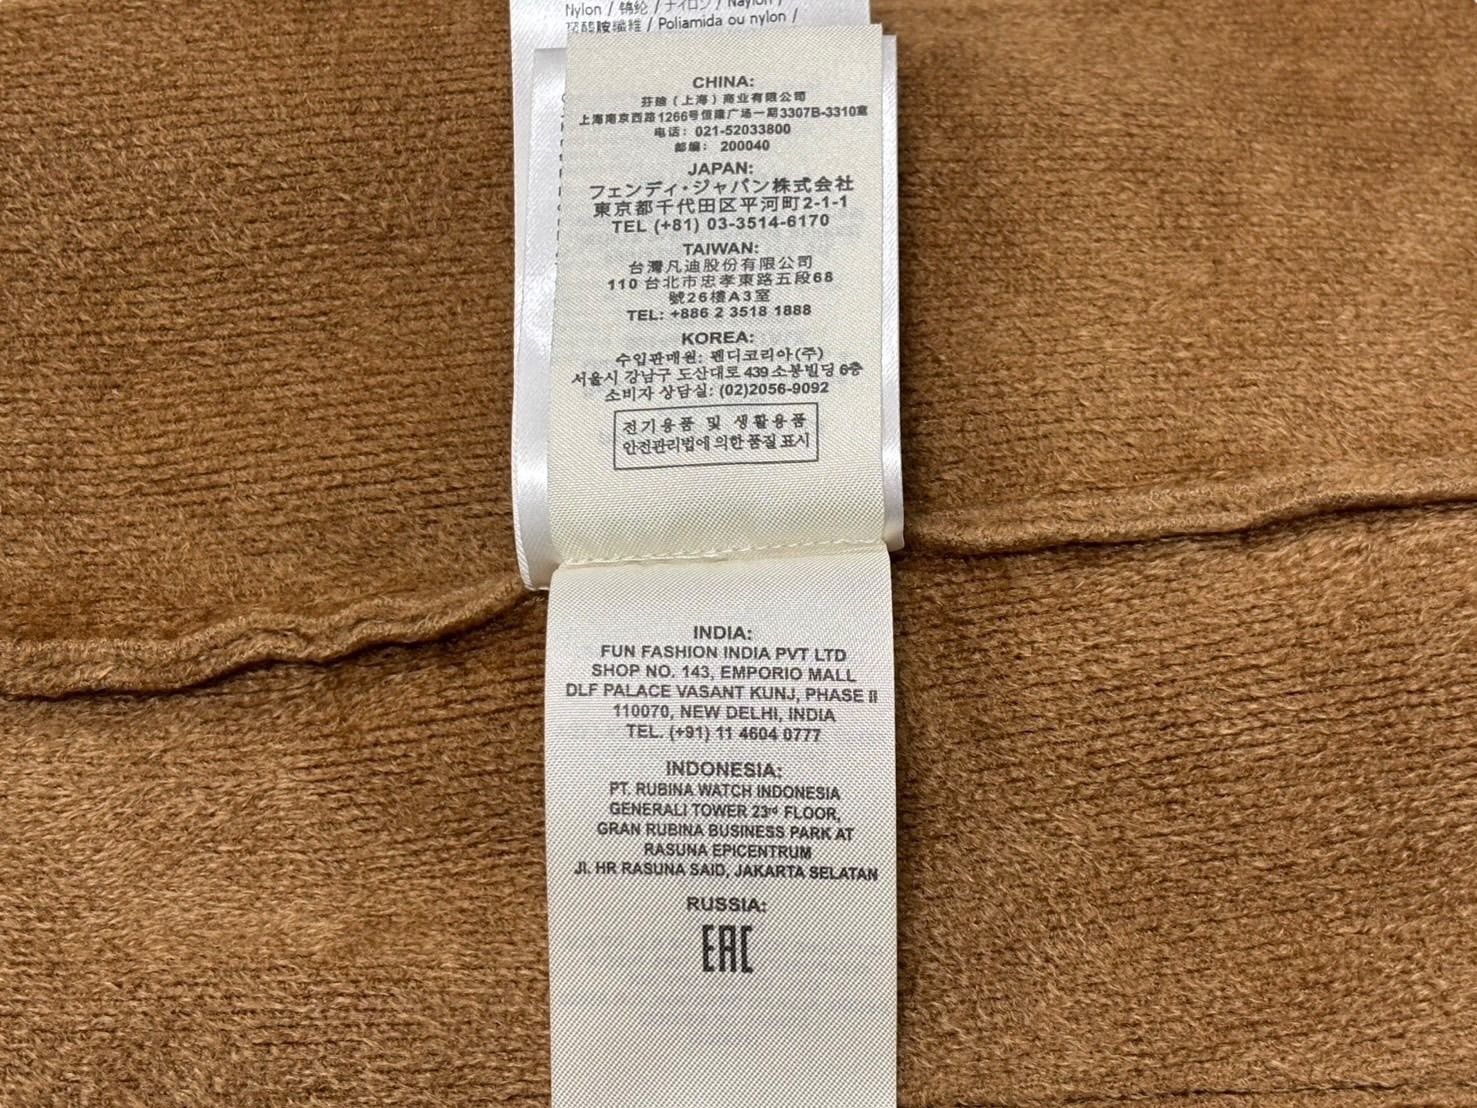 Nylon / 锦纶 / ナイロン / Naylon /
/ Poliamida ou nylon /
CHINA:
芬迪（上海）商业有限公司
上海南京西路1266号恒隆广场一期3307B-3310室
电话：021-52033800
邮编： 200040
JAPAN:
フェンディ・ジャパン株式会社
東京都千代田区平河町2-1-1
TEL (+81) 03-3514-6170
TAIWAN:
台灣凡迪股份有限公司
110 台北市忠孝東路五段68
號26樓A3室
TEL: +886 2 3518 1888
KOREA:
수입판매원: 펜디코리아(주)
서울시 강남구 도산대로 439 소봉빌딩 6층
소비자 상담실: (02)2056-9092
전기용품 및 생활용품
안전관리법에 의한 품질 표시
INDIA:
FUN FASHION INDIA PVT LTD
SHOP NO. 143, EMPORIO MALL
DLF PALACE VASANT KUNJ, PHASE II
110070, NEW DELHI, INDIA
TEL. (+91) 11 4604 0777
INDONESIA:
PT. RUBINA WATCH INDONESIA
GENERALI TOWER 23rd FLOOR,
GRAN RUBINA BUSINESS PARK AT
RASUNA EPICENTRUM
Jl. HR RASUNA SAID, JAKARTA SELATAN
RUSSIA:
EAC